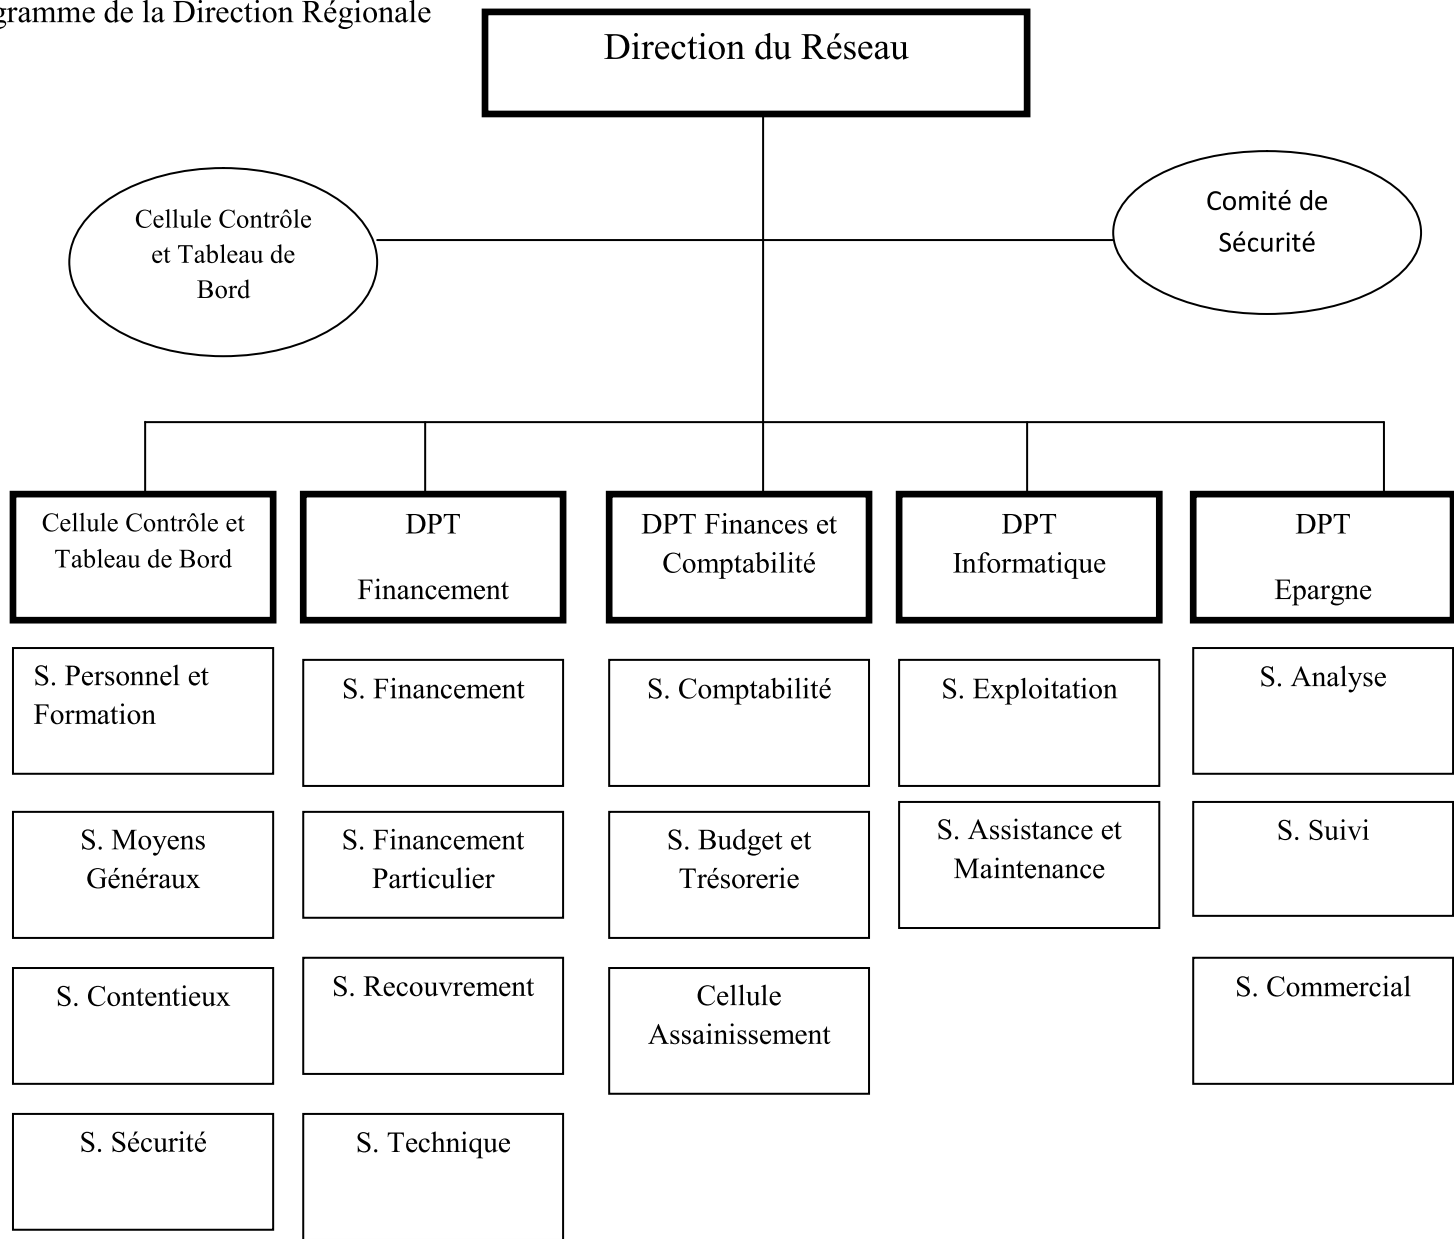 gramme de la Direction Régionale
Direction du Réseau
Cellule Contrôle
et Tableau de
Bord
Comité de
Sécurité
Cellule Contrôle et
Tableau de Bord
DPT
Financement
DPT Finances et
Comptabilité
DPT
Informatique
DPT
Epargne
S. Personnel et
Formation
S. Financement
S. Comptabilité
S. Exploitation
S. Analyse
S. Moyens
Généraux
S. Financement
Particulier
S. Budget et
Trésorerie
S. Assistance et
Maintenance
S. Suivi
S. Contentieux
S. Recouvrement
Cellule
Assainissement
S. Commercial
S. Sécurité
S. Technique